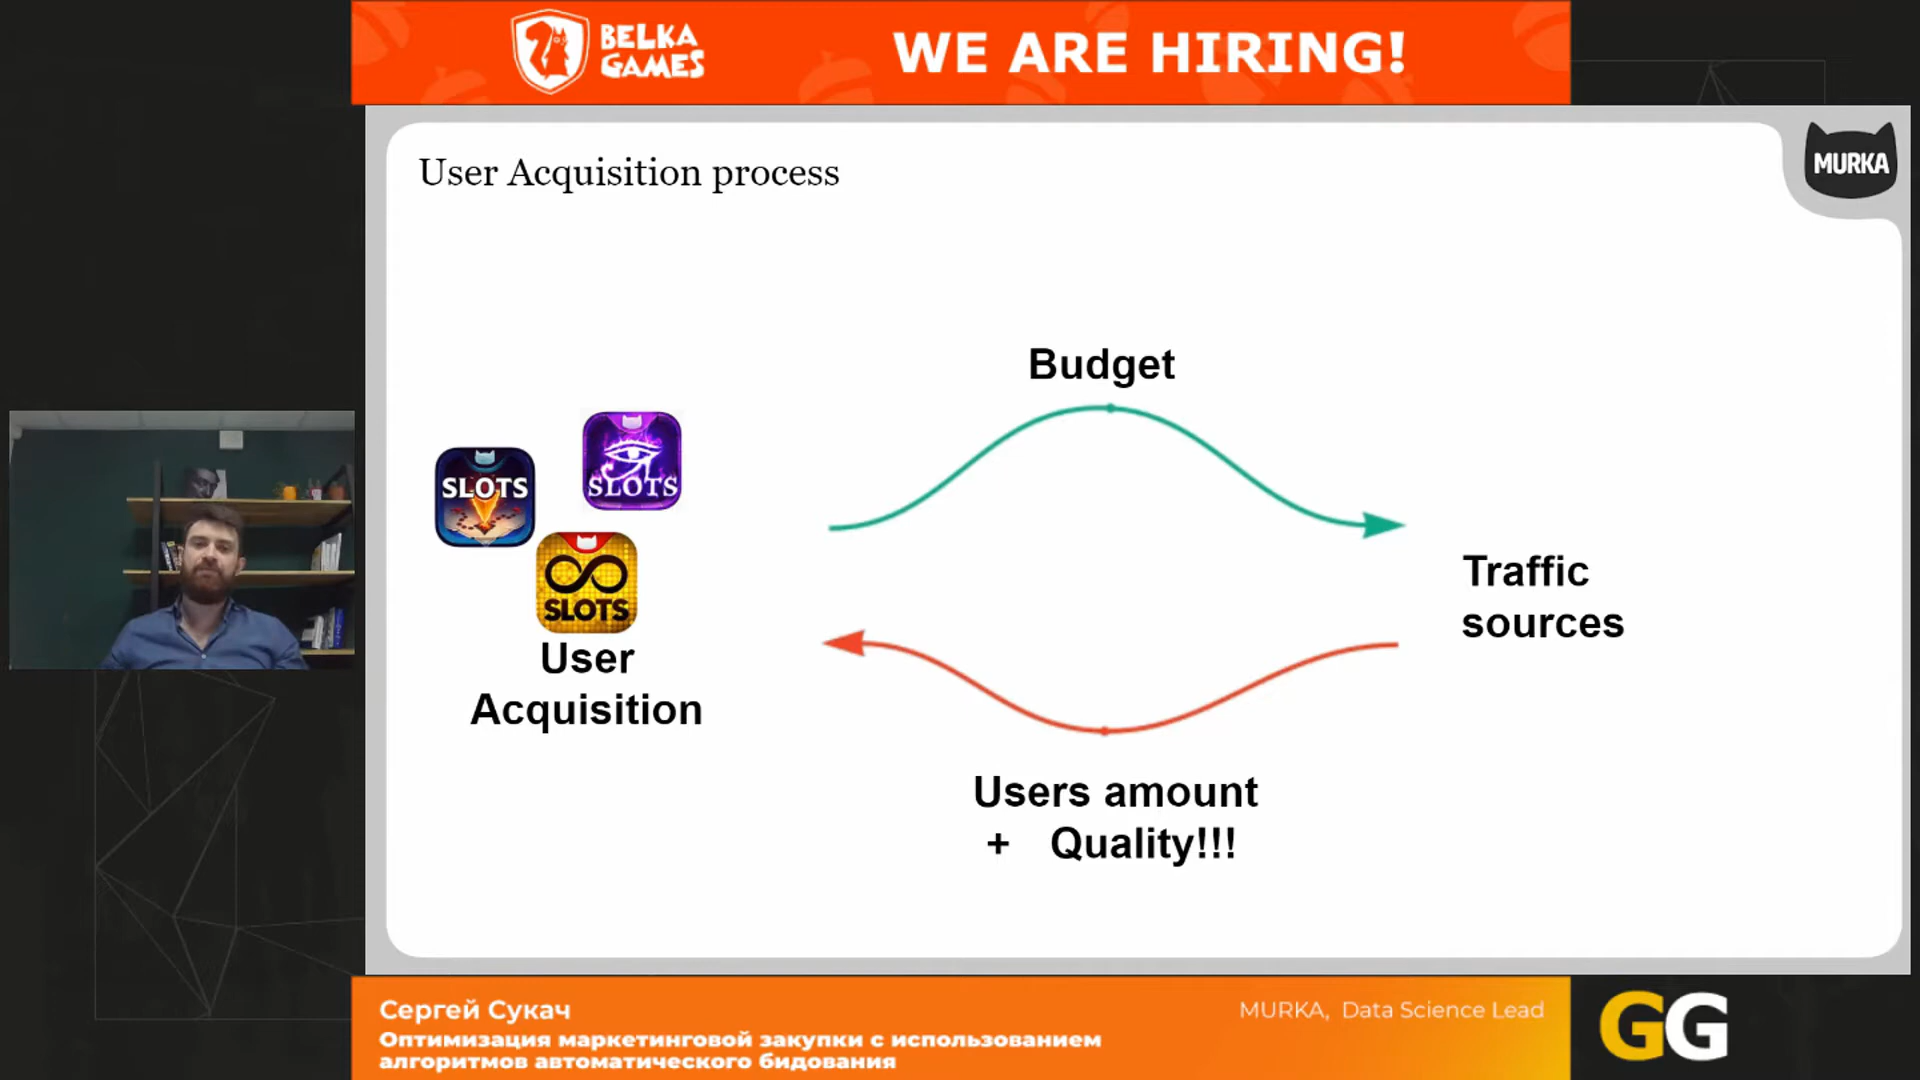 BELKA
GAMES
WE ARE HIRING!
User Acquisition process
MURKA
Budget
SLOTS
SLOTS
SLOTS
User
Acquisition
Traffic
sources
Users amount
+ Quality!!!
Сергей Сукач
MURKA, Data Science Lead
Оптимизация маркетинговой закупки с использованием
алгоритмов автоматического бидования
GG